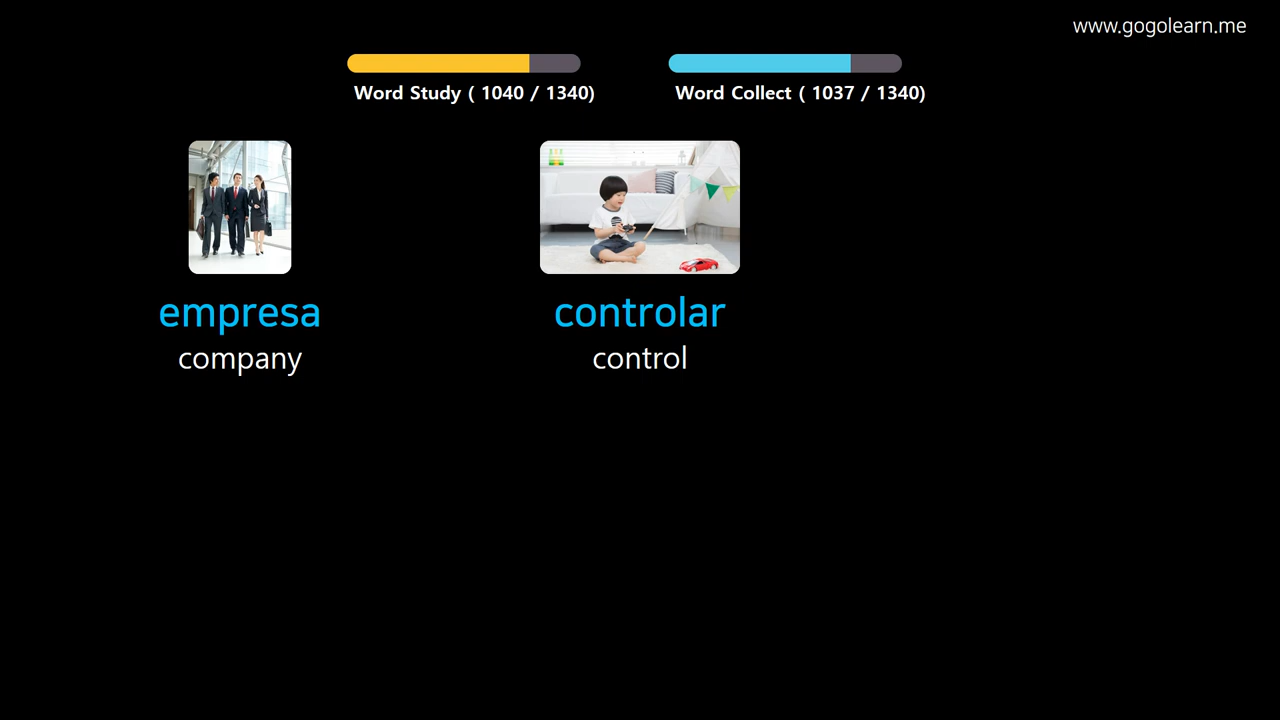 www.gogolearn.me
Word Study ( 1040 / 1340)
Word Collect ( 1037 / 1340)
empresa
company
controlar
control